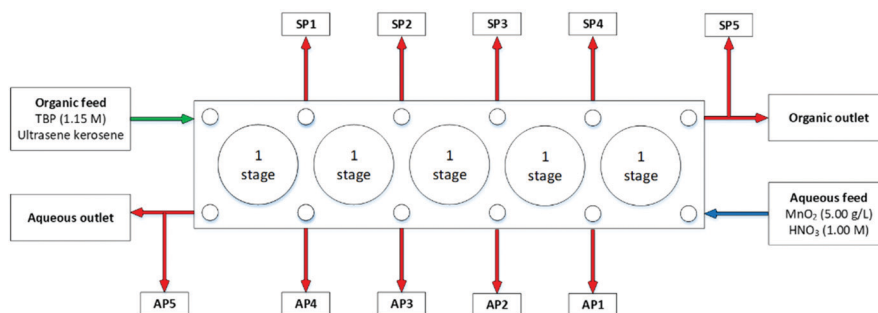 SP1
SP2
SP3
SP4
SP5
Organic feed
TBP (1.15 M)
Ultrasene kerosene
Organic outlet
1
stage
1
stage
1
stage
1
stage
1
stage
Aqueous outlet
Aqueous feed
MnO₂ (5.00 g/L)
HNO₃ (1.00 M)
AP5
AP4
AP3
AP2
AP1